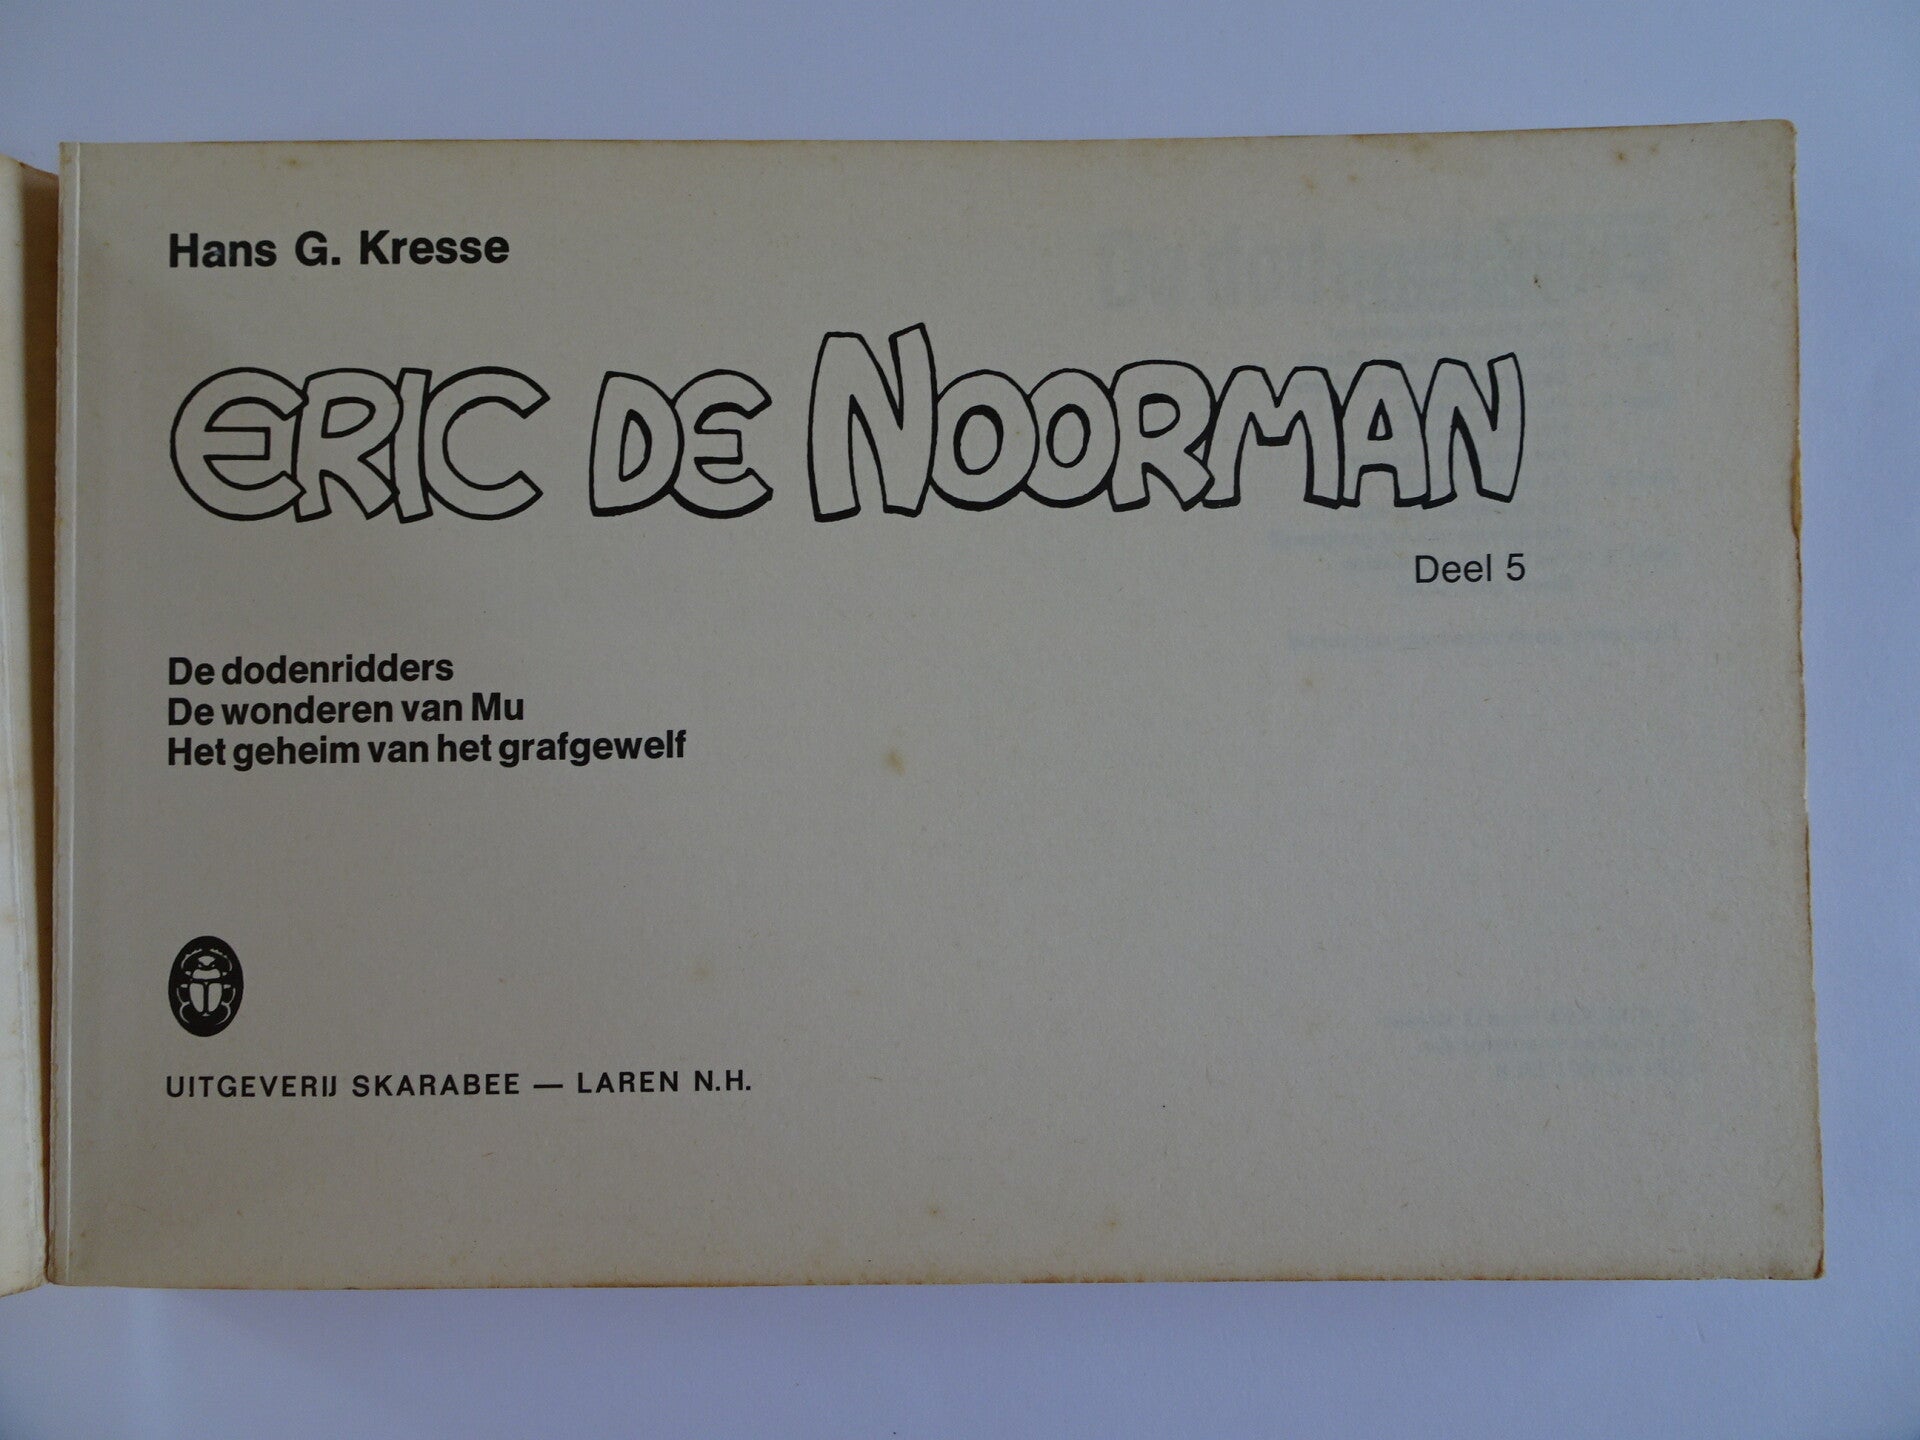 Hans G. Kresse
ERIC DE NOORMAN
Deel 5
De dodenridders
De wonderen van Mu
Het geheim van het grafgewelf
UITGEVERIJ SKARABEE — LAREN N.H.